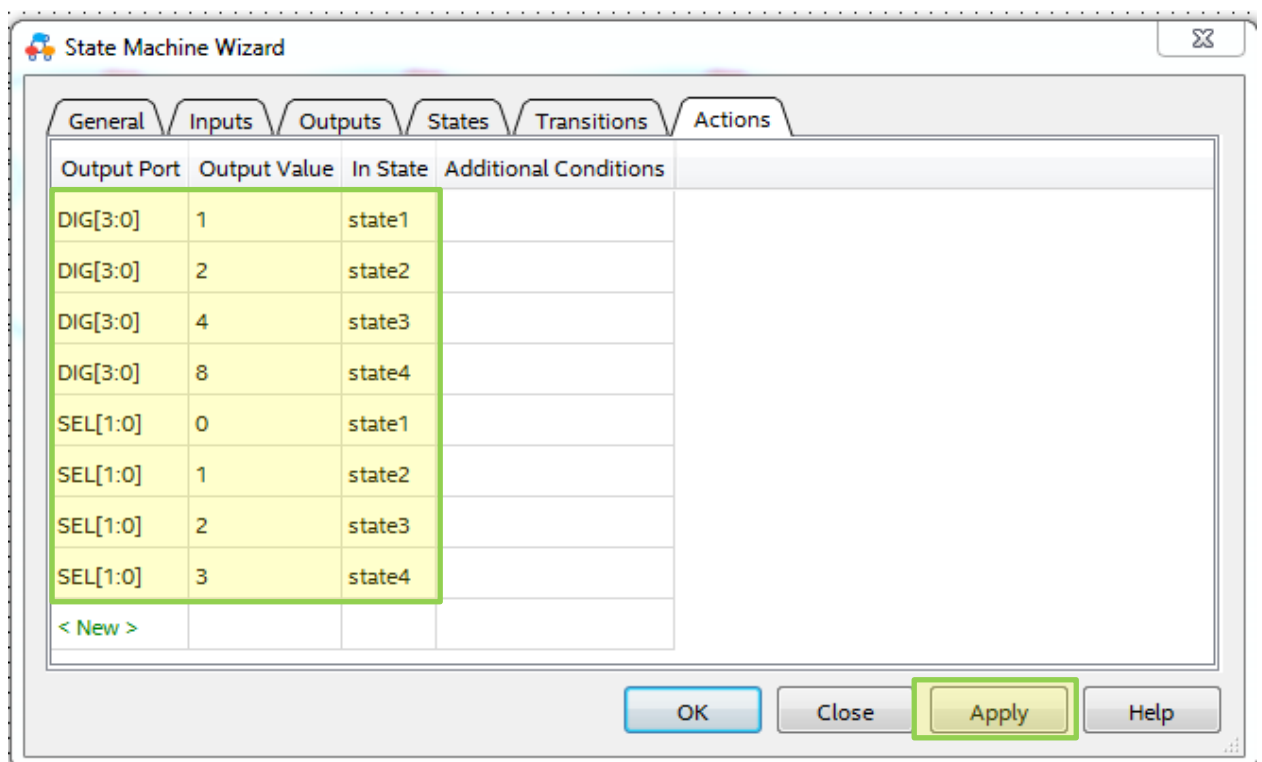 State Machine Wizard
General Inputs Outputs States Transitions Actions
Output Port Output Value In State Additional Conditions
DIG[3:0] 1 state1
DIG[3:0] 2 state2
DIG[3:0] 4 state3
DIG[3:0] 8 state4
SEL[1:0] 0 state1
SEL[1:0] 1 state2
SEL[1:0] 2 state3
SEL[1:0] 3 state4
< New >
OK Close Apply Help